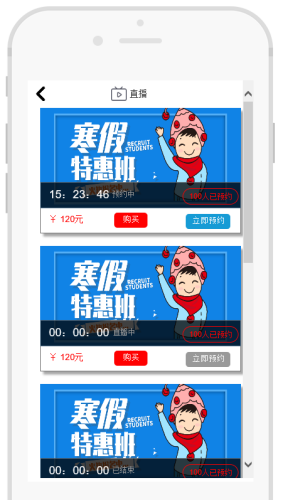 直播
寒假
RECRUIT
STUDENTS
特惠班
15：23：46 预约中
100人已预约
￥ 120元 购买 立即预约
寒假
RECRUIT
STUDENTS
特惠班
00：00：00 直播中
100人已预约
￥ 120元 购买 立即预约
寒假
RECRUIT
STUDENTS
特惠班
00：00：00 已结束
100人已预约